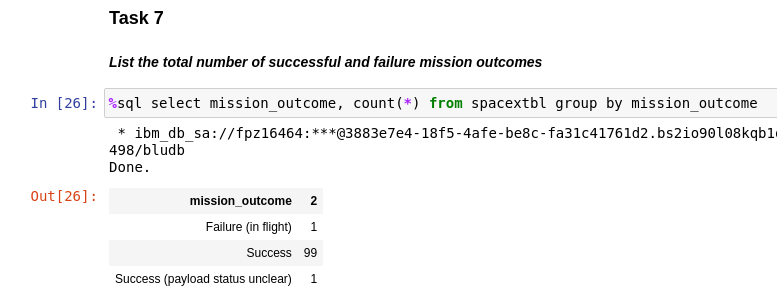 Task 7
List the total number of successful and failure mission outcomes
In [26]: %sql select mission_outcome, count(*) from spacextbl group by mission_outcome
* ibm_db_sa://fpz16464:***@3883e7e4-18f5-4afe-be8c-fa31c41761d2.bs2io90l08kqb1
498/bludb
Done.
Out[26]:
mission_outcome 2
Failure (in flight) 1
Success 99
Success (payload status unclear) 1